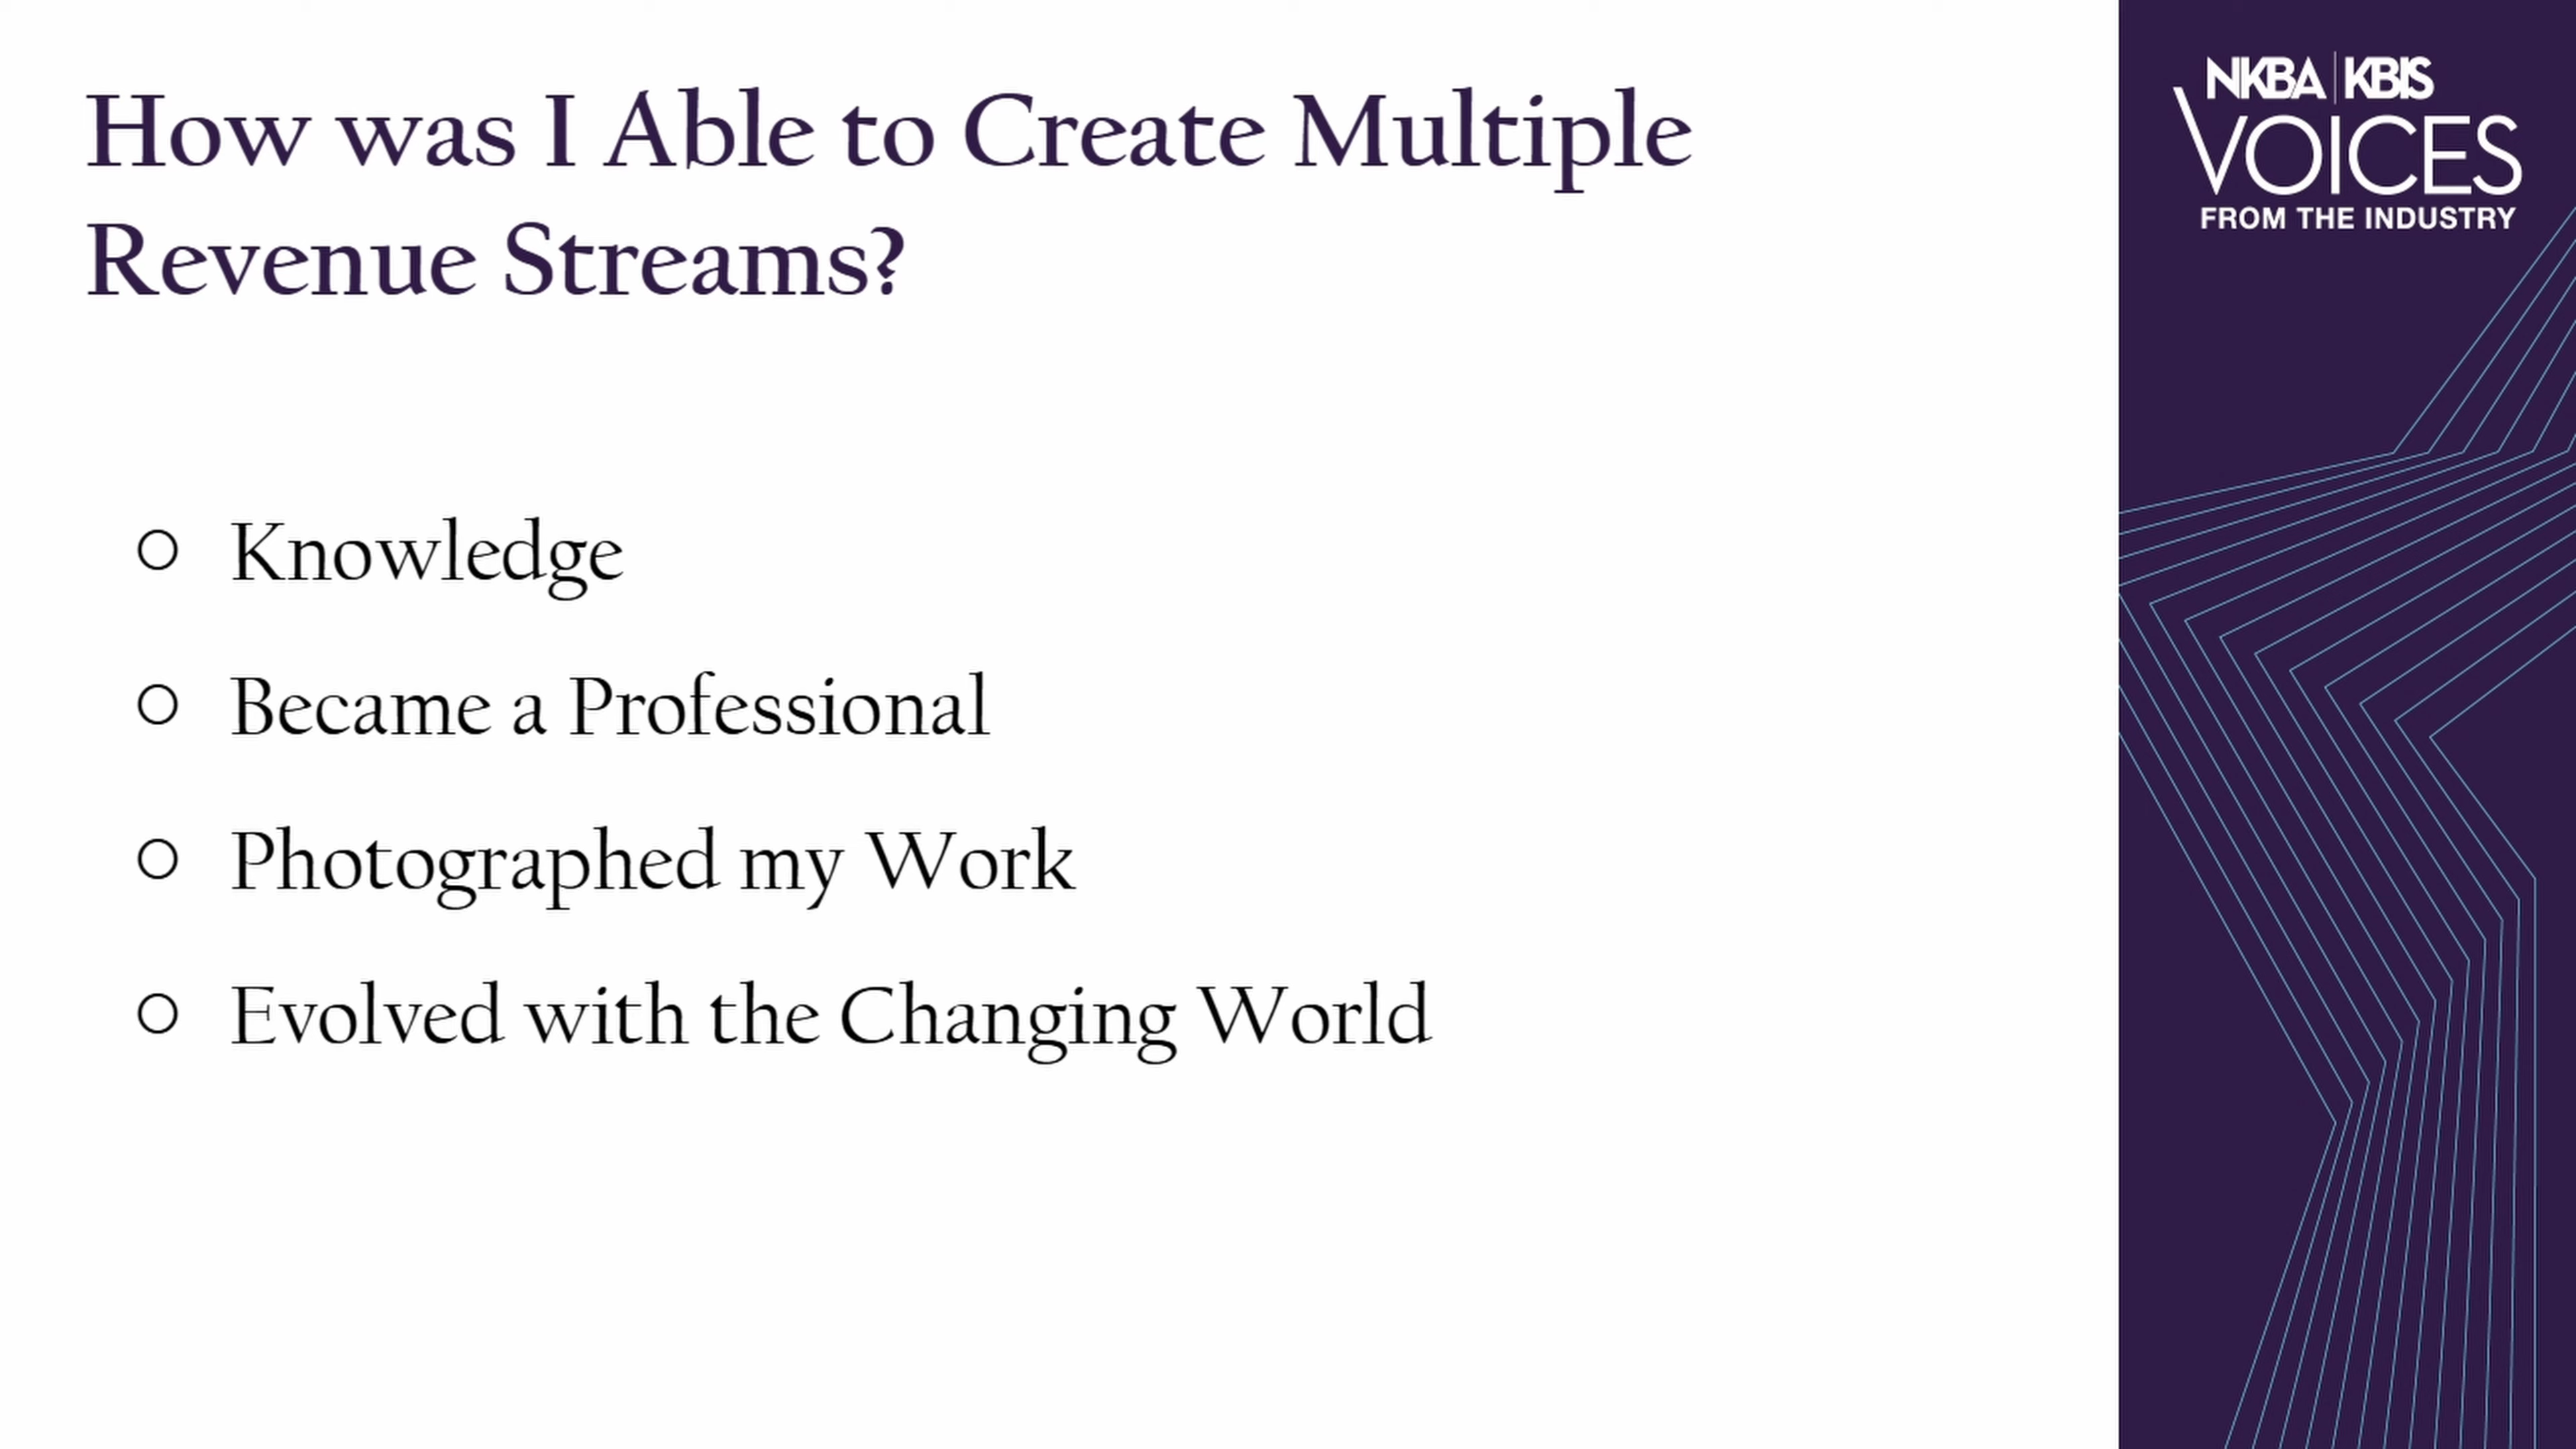 How was I Able to Create Multiple
Revenue Streams?
Knowledge
Became a Professional
Photographed my Work
Evolved with the Changing World
NKBA | KBIS
VOICES
FROM THE INDUSTRY